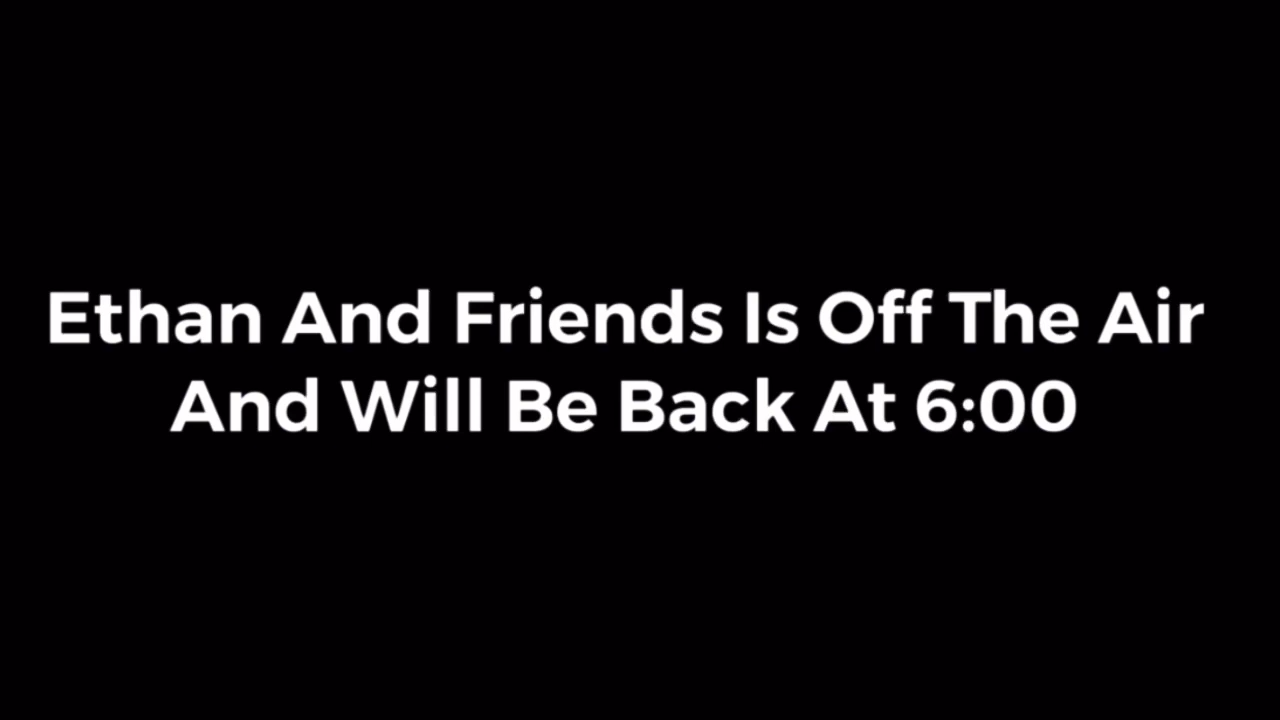 Ethan And Friends Is Off The Air
And Will Be Back At 6:00